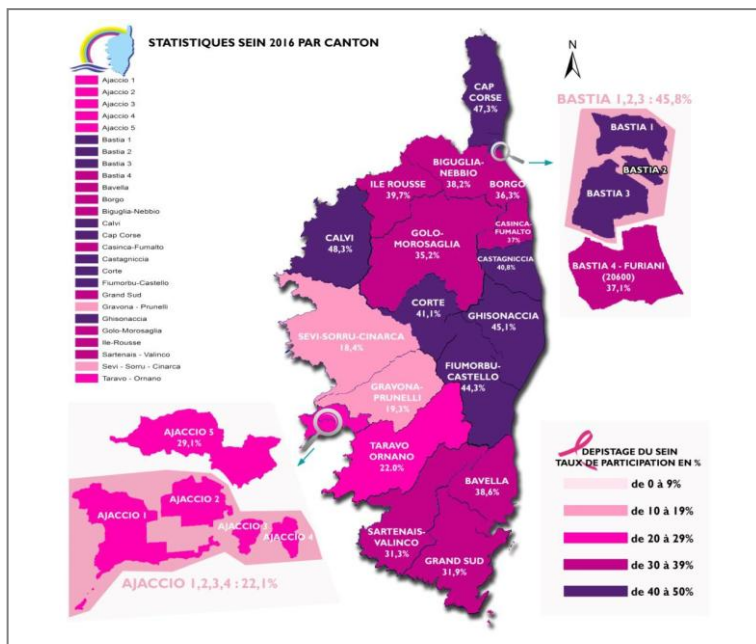 STATISTIQUES SEIN 2016 PAR CANTON
Ajaccio 1
Ajaccio 2
Ajaccio 3
Ajaccio 4
Ajaccio 5
Bastia 1
Bastia 2
Bastia 3
Bastia 4
Bavella
Borgo
Biguglia-Nebbio
Calvi
Cap Corse
Casinca-Fumalto
Castagniccia
Corte
Fiumorbu-Castello
Grand Sud
Gravona - Prunelli
Ghisonaccia
Golo-Morosaglia
Ile-Rousse
Sartenais - Valinco
Sevi - Sorru - Cinarca
Taravo - Ornano
CAP
CORSE
47,3%
N
BASTIA 1,2,3 : 45,8%
BASTIA 1
BASTIA 2
BASTIA 3
BASTIA 4 - FURIANI
(20600)
37,1%
BIGUGLIA-
NEBBIO
38,2%
ILE ROUSSE
39,7%
BORGO
36,3%
CASINCA-
FUMALTO
37%
CALVI
48,3%
GOLO-
MOROSAGLIA
35,2%
CASTAGNICCIA
40,8%
CORTE
41,1%
GHISONACCIA
45,1%
SEVI-SORRU-CINARCA
18,4%
FIUMORBU-
CASTELLO
44,3%
GRAVONA-
PRUNELLI
19,3%
TARAVO
ORNANO
22.0%
BAVELLA
38,6%
SARTENAIS-
VALINCO
31,3%
GRAND SUD
31,9%
AJACCIO 5
29,1%
AJACCIO 2
AJACCIO 1
AJACCIO 3
AJACCIO 4
AJACCIO 1,2,3,4 : 22,1%
DEPISTAGE DU SEIN
TAUX DE PARTICIPATION EN %
de 0 à 9%
de 10 à 19%
de 20 à 29%
de 30 à 39%
de 40 à 50%